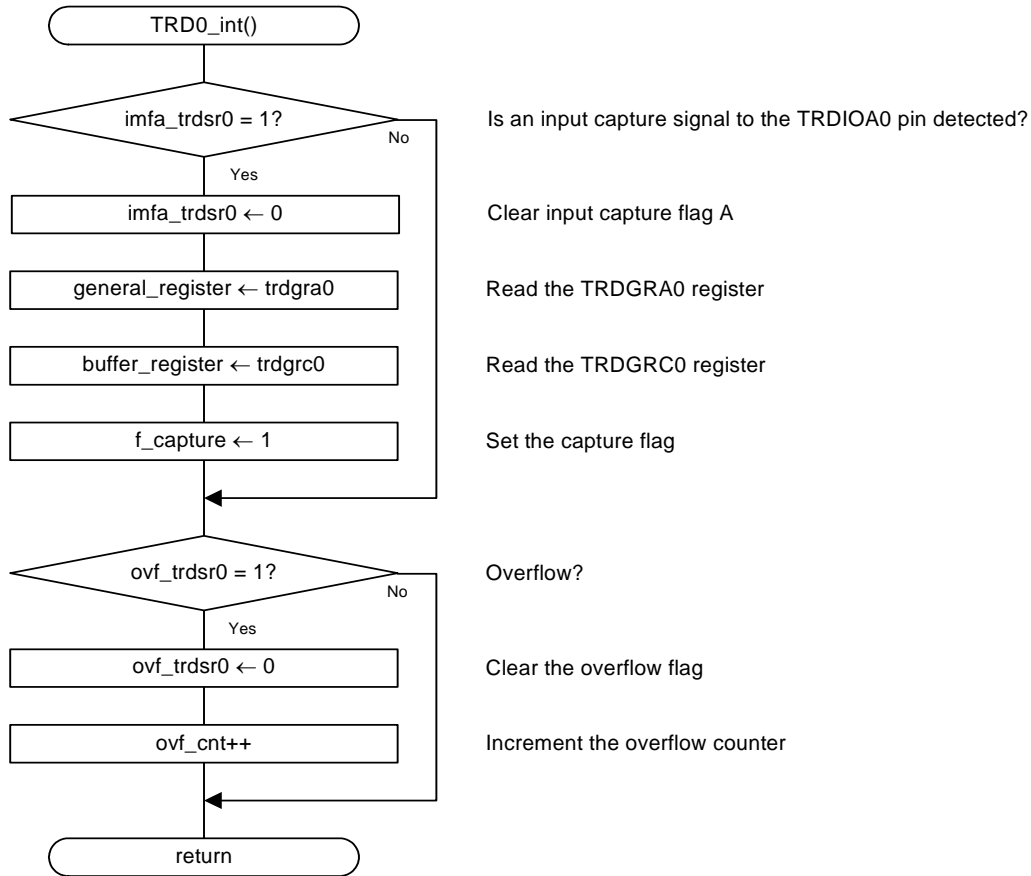 TRD0_int()
imfa_trdsr0 = 1?
Is an input capture signal to the TRDIOA0 pin detected?
No
Yes
imfa_trdsr0 ← 0
Clear input capture flag A
general_register ← trdgra0
Read the TRDGRA0 register
buffer_register ← trdgrc0
Read the TRDGRC0 register
f_capture ← 1
Set the capture flag
ovf_trdsr0 = 1?
Overflow?
No
Yes
ovf_trdsr0 ← 0
Clear the overflow flag
ovf_cnt++
Increment the overflow counter
return